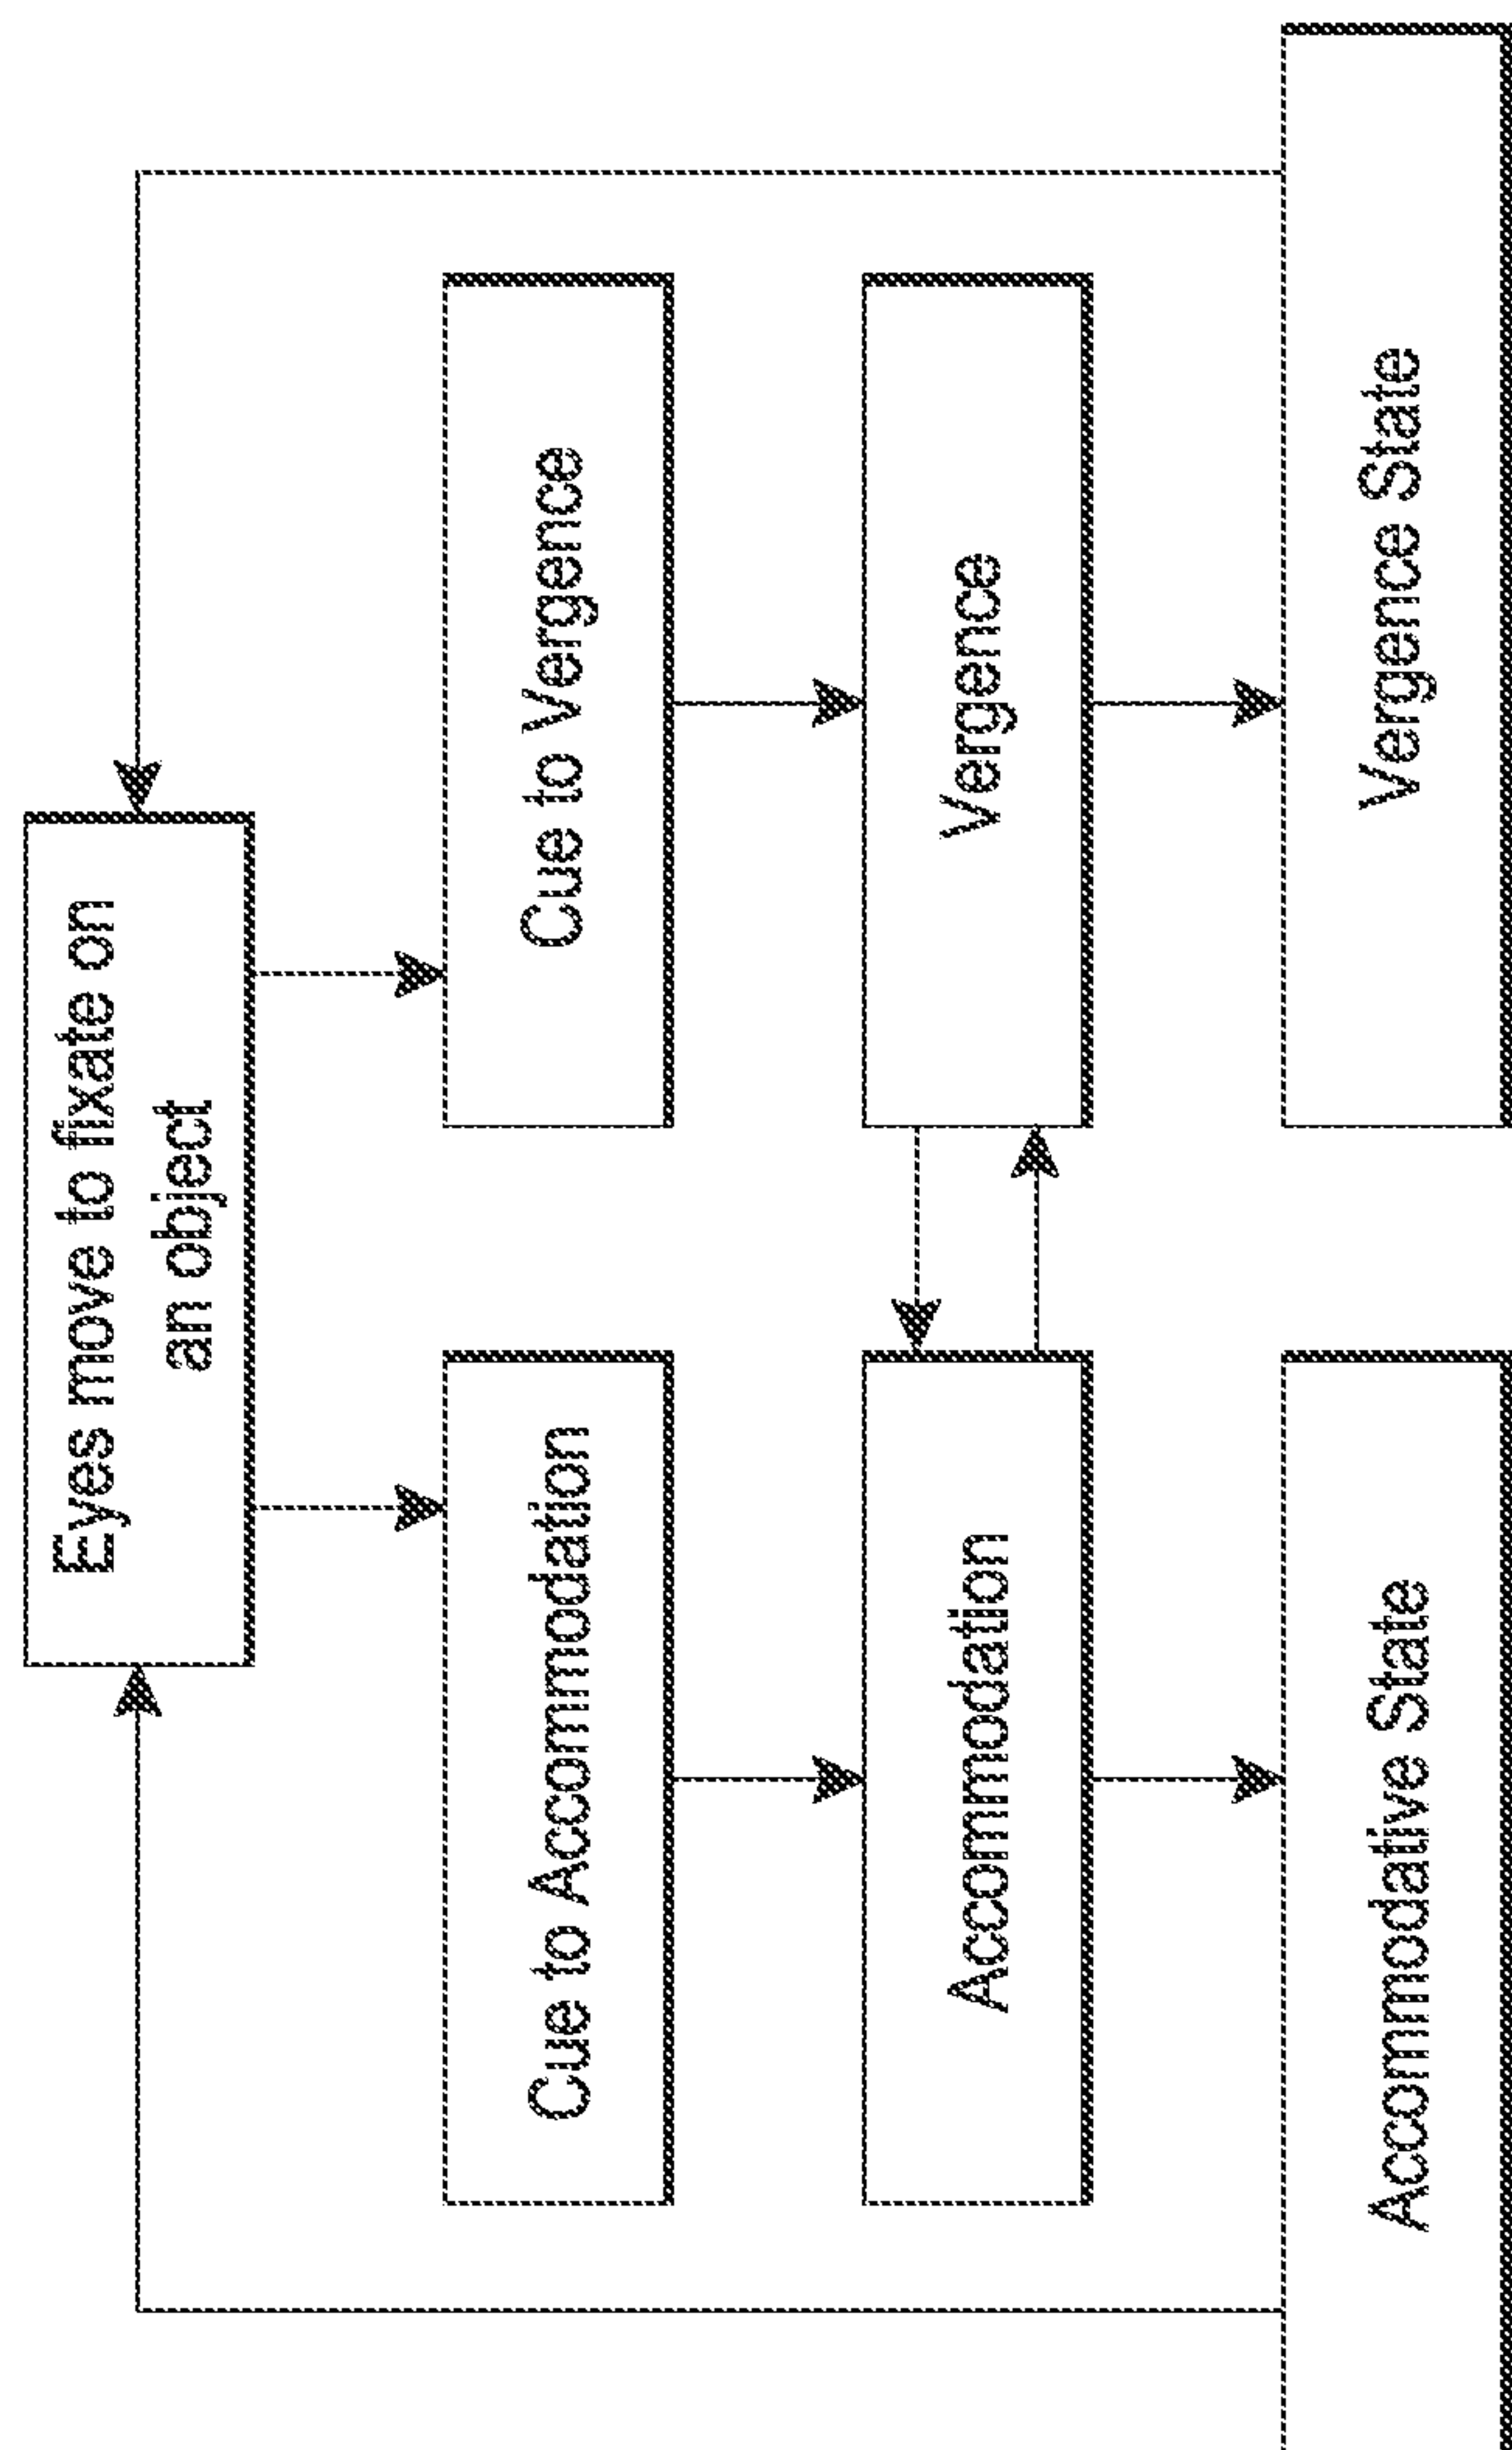 Eyes move to fixate on
an object
Cue to Accommodation
Cue to Vergence
Accommodation
Vergence
Accommodative State
Vergence State